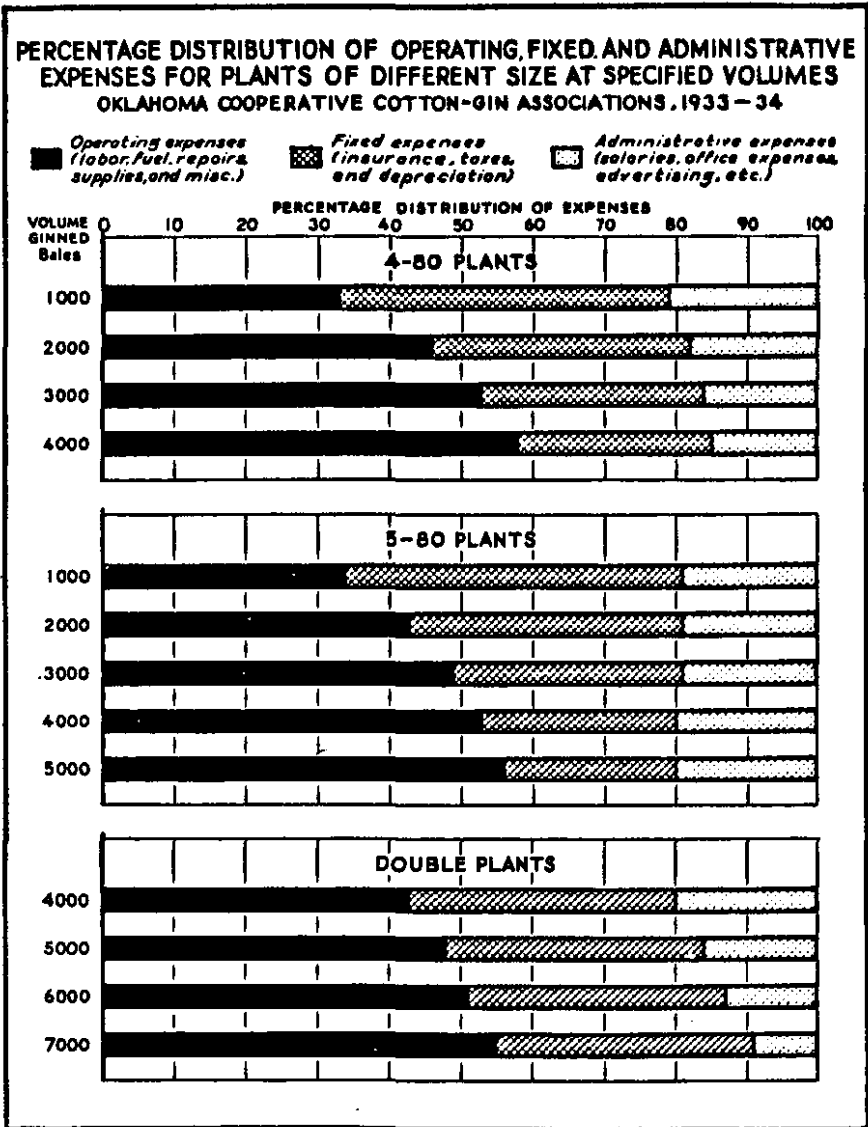 PERCENTAGE DISTRIBUTION OF OPERATING, FIXED. AND ADMINISTRATIVE
EXPENSES FOR PLANTS OF DIFFERENT SIZE AT SPECIFIED VOLUMES
OKLAHOMA COOPERATIVE COTTON-GIN ASSOCIATIONS, 1933-34
Operating expenses
(labor, fuel, repairs,
supplies, and misc.)
Fixed expenses
(insurance, taxes,
and depreciation)
Administrative expenses
(salaries, office expenses,
advertising, etc.)
PERCENTAGE DISTRIBUTION OF EXPENSES
VOLUME
GINNED
Bales
0 10 20 30 40 50 60 70 80 90 100
4-80 PLANTS
1000
2000
3000
4000
5-80 PLANTS
1000
2000
3000
4000
5000
DOUBLE PLANTS
4000
5000
6000
7000